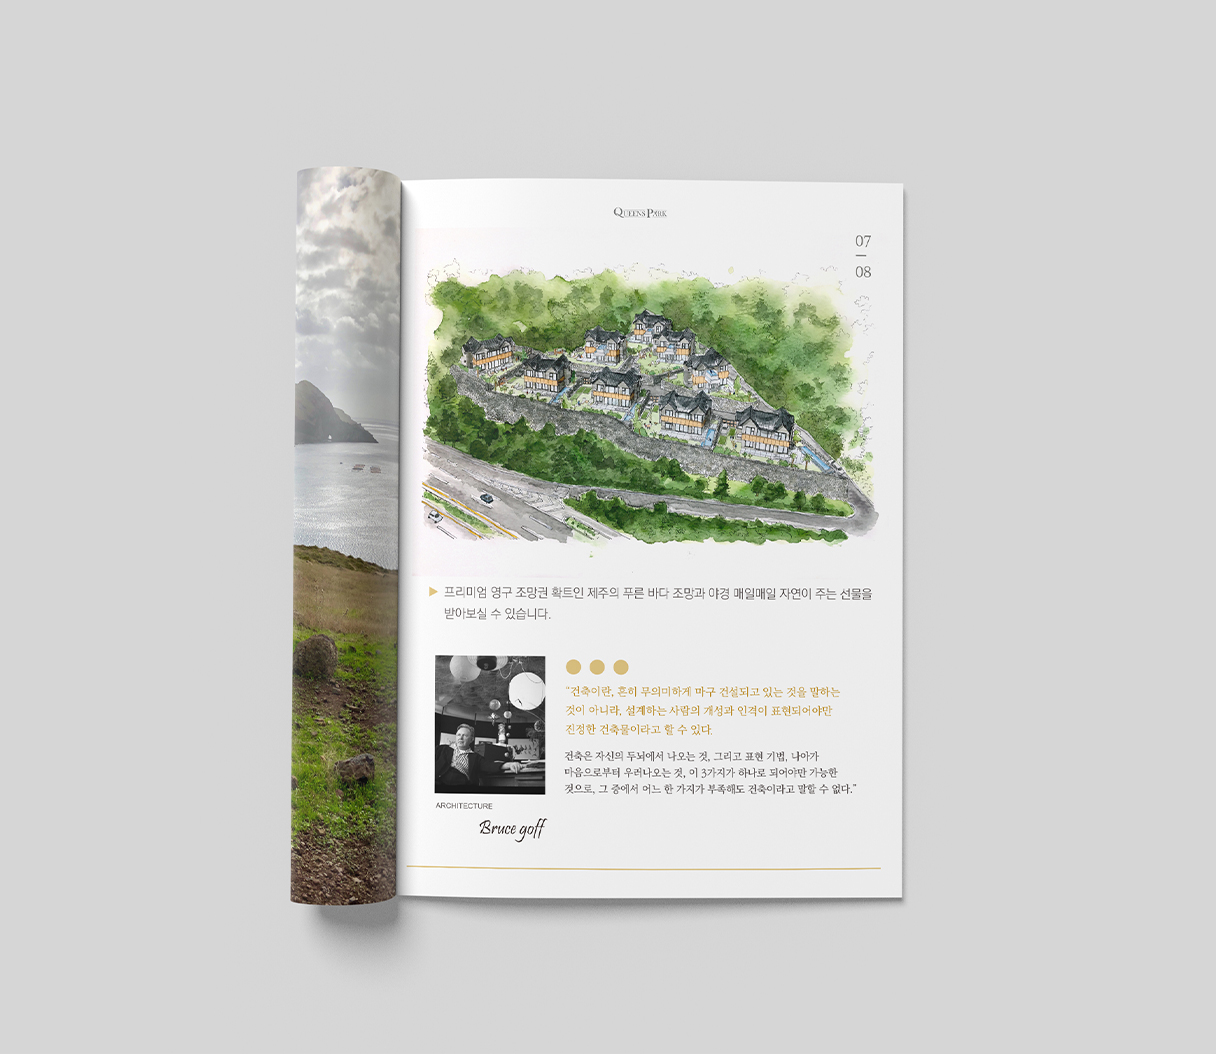 QUEENS PARK
07
08
프리미엄 영구 조망권 확트인 제주의 푸른 바다 조망과 야경 매일매일 자연이 주는 선물을
받아보실 수 있습니다.
"건축이란, 흔히 무의미하게 마구 건설되고 있는 것을 말하는
것이 아니라, 설계하는 사람의 개성과 인격이 표현되어야만
진정한 건축물이라고 할 수 있다.
건축은 자신의 두뇌에서 나오는 것, 그리고 표현 기법, 나아가
마음으로부터 우러나오는 것, 이 3가지가 하나로 되어야만 가능한
것으로, 그 중에서 어느 한 가지가 부족해도 건축이라고 말할 수 없다."
ARCHITECTURE
Bruce goff